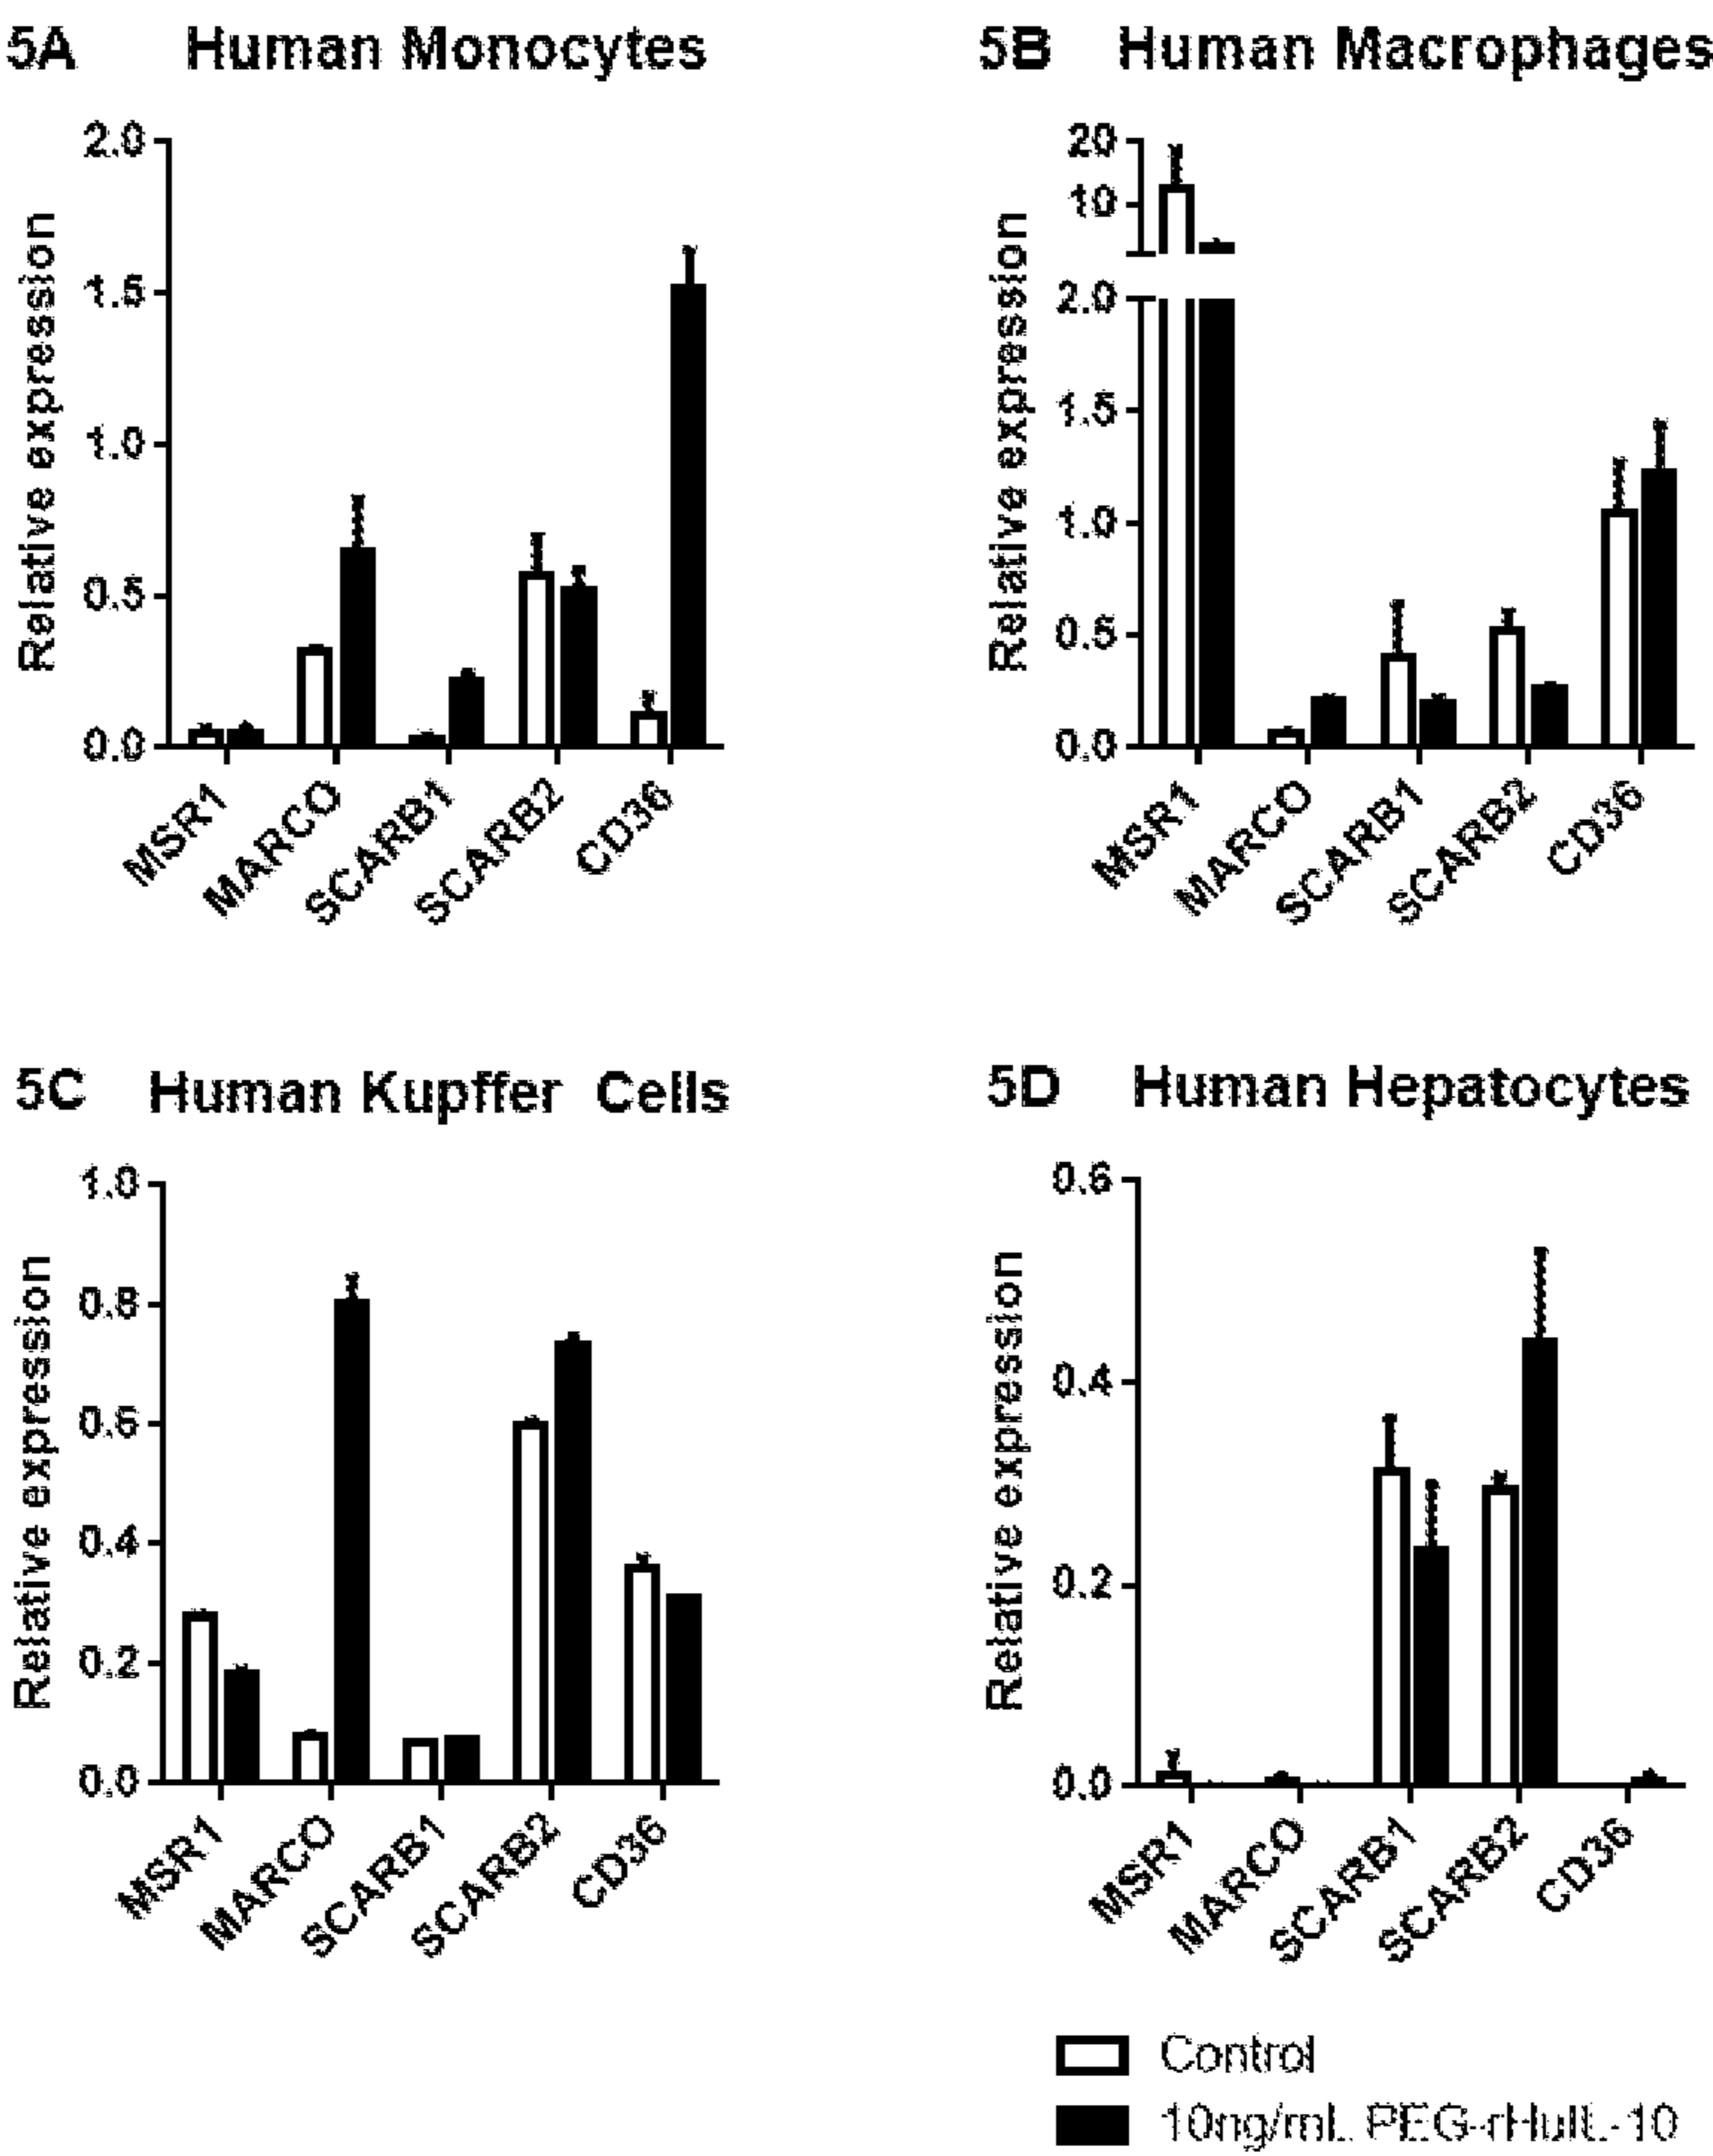 5A Human Monocytes
2.0
1.5
1.0
0.5
0.0
Relative expression
MSR1
MARCO
SCARB1
SCARB2
CD36
5B Human Macrophages
20
10
2.0
1.5
1.0
0.5
0.0
Relative expression
MSR1
MARCO
SCARB1
SCARB2
CD36
5C Human Kupffer Cells
1.0
0.8
0.6
0.4
0.2
0.0
Relative expression
MSR1
MARCO
SCARB1
SCARB2
CD36
5D Human Hepatocytes
0.6
0.4
0.2
0.0
Relative expression
MSR1
MARCO
SCARB1
SCARB2
CD36
Control
10ng/mL PEG-rHuIL-10